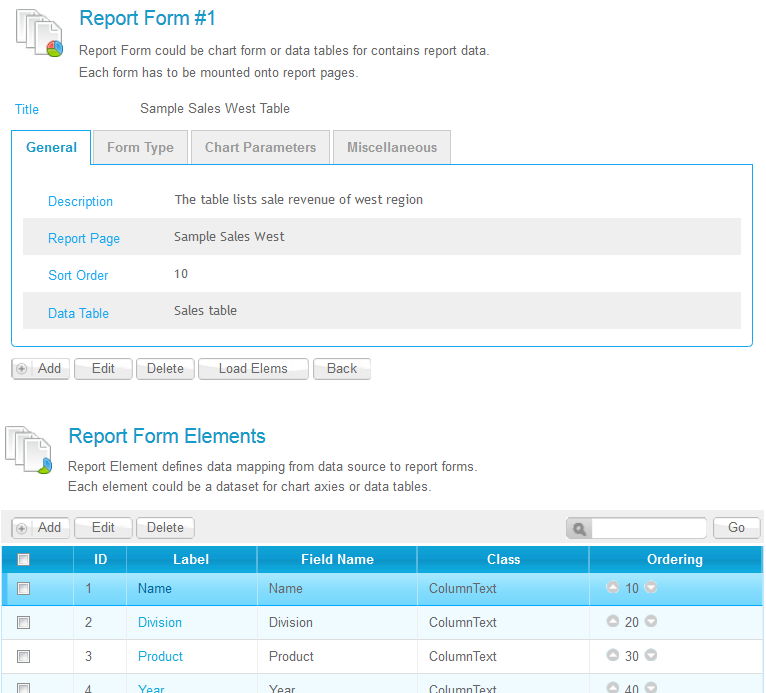 Report Form #1
Report Form could be chart form or data tables for contains report data.
Each form has to be mounted onto report pages.
Title Sample Sales West Table
General Form Type Chart Parameters Miscellaneous
Description The table lists sale revenue of west region
Report Page Sample Sales West
Sort Order 10
Data Table Sales table
Add Edit Delete Load Elems Back
Report Form Elements
Report Element defines data mapping from data source to report forms.
Each element could be a dataset for chart axies or data tables.
Add Edit Delete Go
ID Label Field Name Class Ordering
1 Name Name ColumnText 10
2 Division Division ColumnText 20
3 Product Product ColumnText 30
4 Year Year ColumnText 40